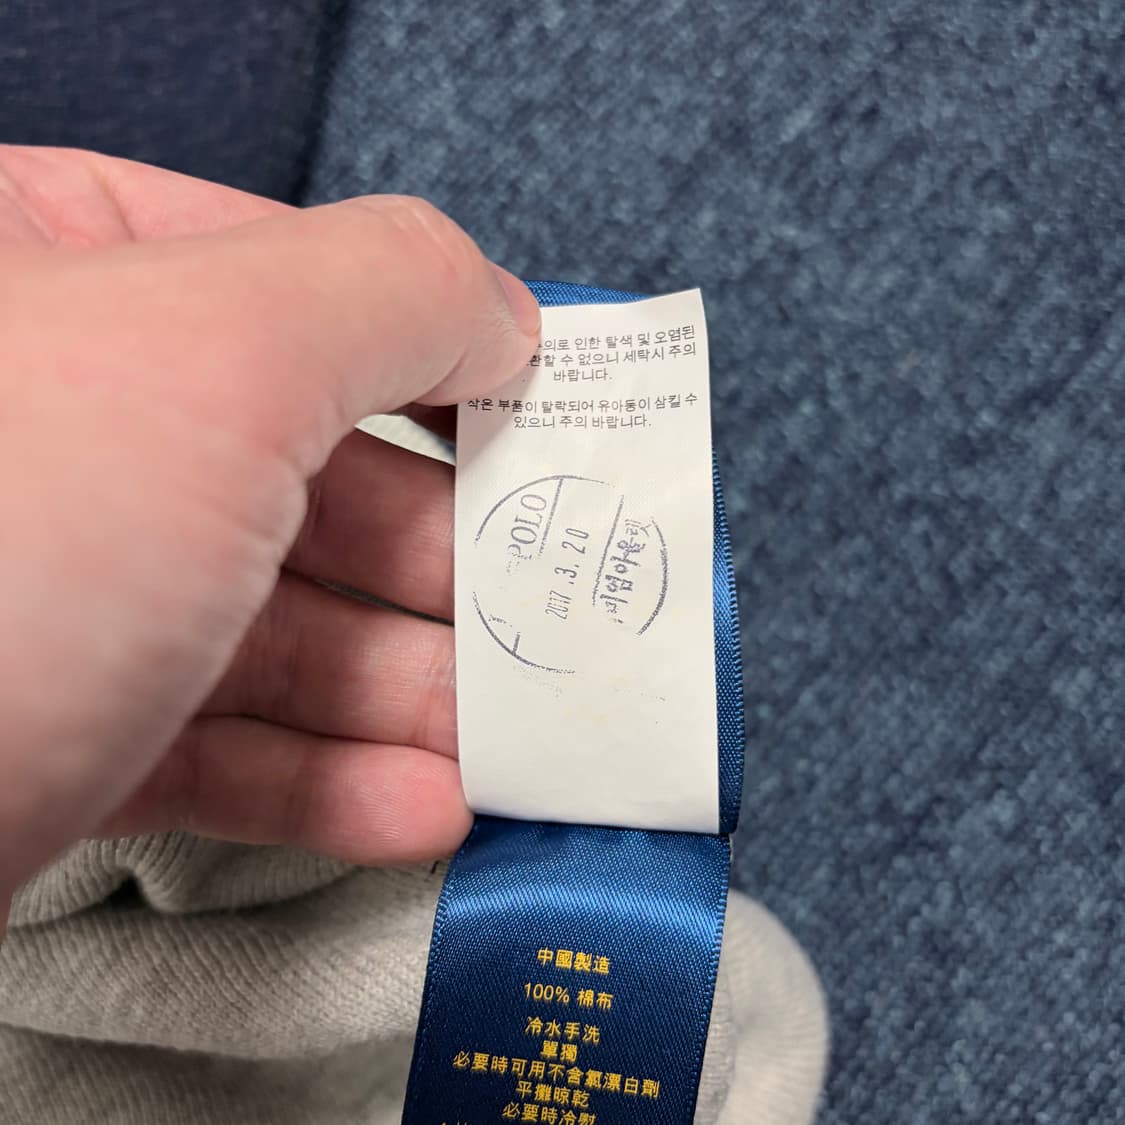 인한 탈색 및 오염된
수 없으니 세탁시 주의
바랍니다.
작은 부품이 탈락되어 유아동이 삼킬 수
있으니 주의 바랍니다.
POLO
2017.3.20
中國製造
100% 棉布
冷水手洗
單獨
必要時可用不含氯漂白劑
平攤晾乾
必要時冷熨